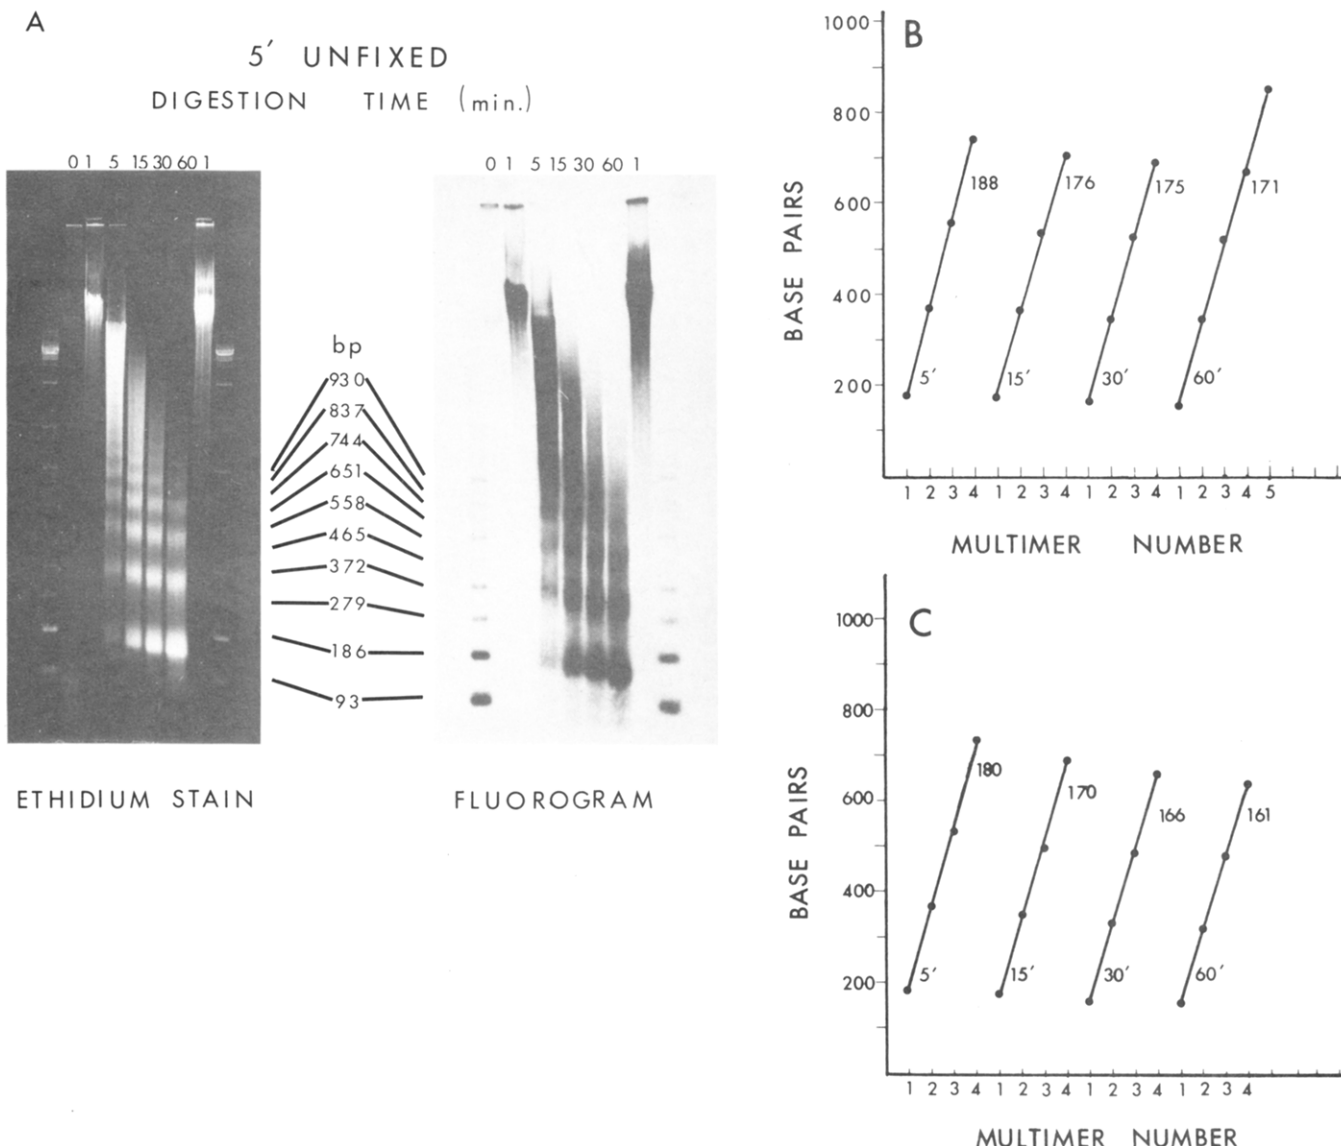 A
5′ UNFIXED
DIGESTION TIME (min.)
0 1 5 15 30 60 1
0 1 5 15 30 60 1
bp
930
837
744
651
558
465
372
279
186
93
ETHIDIUM STAIN
FLUOROGRAM
B
1000
800
600
400
200
BASE PAIRS
188
176
175
171
5′
15′
30′
60′
1 2 3 4 1 2 3 4 1 2 3 4 1 2 3 4 5
MULTIMER NUMBER
C
1000
800
600
400
200
BASE PAIRS
180
170
166
161
5′
15′
30′
60′
1 2 3 4 1 2 3 4 1 2 3 4 1 2 3 4
MULTIMER NUMBER